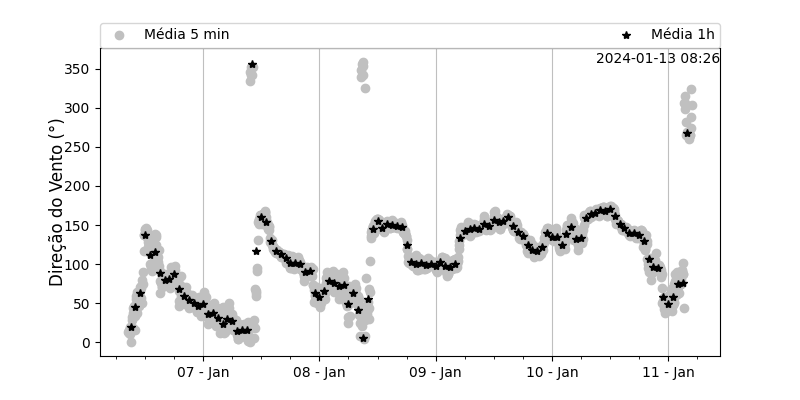 Média 5 min
Média 1h
2024-01-13 08:26
Direção do Vento (°)
350
300
250
200
150
100
50
0
07 - Jan
08 - Jan
09 - Jan
10 - Jan
11 - Jan